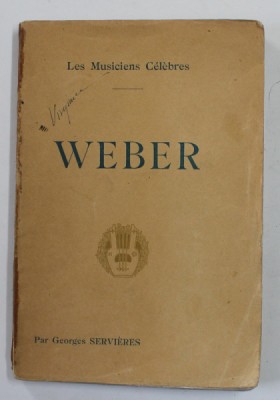 Les Musiciens Célèbres
WEBER
Par Georges SERVIÈRES